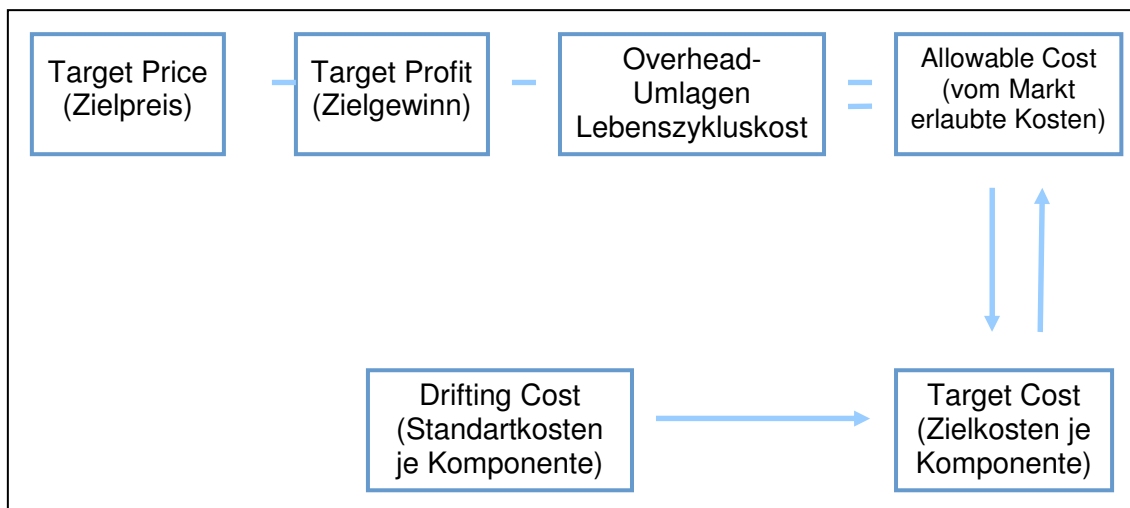 Target Price
(Zielpreis)
Target Profit
(Zielgewinn)
Overhead-
Umlagen
Lebenszykluskost
Allowable Cost
(vom Markt
erlaubte Kosten)
Drifting Cost
(Standartkosten
je Komponente)
Target Cost
(Zielkosten je
Komponente)